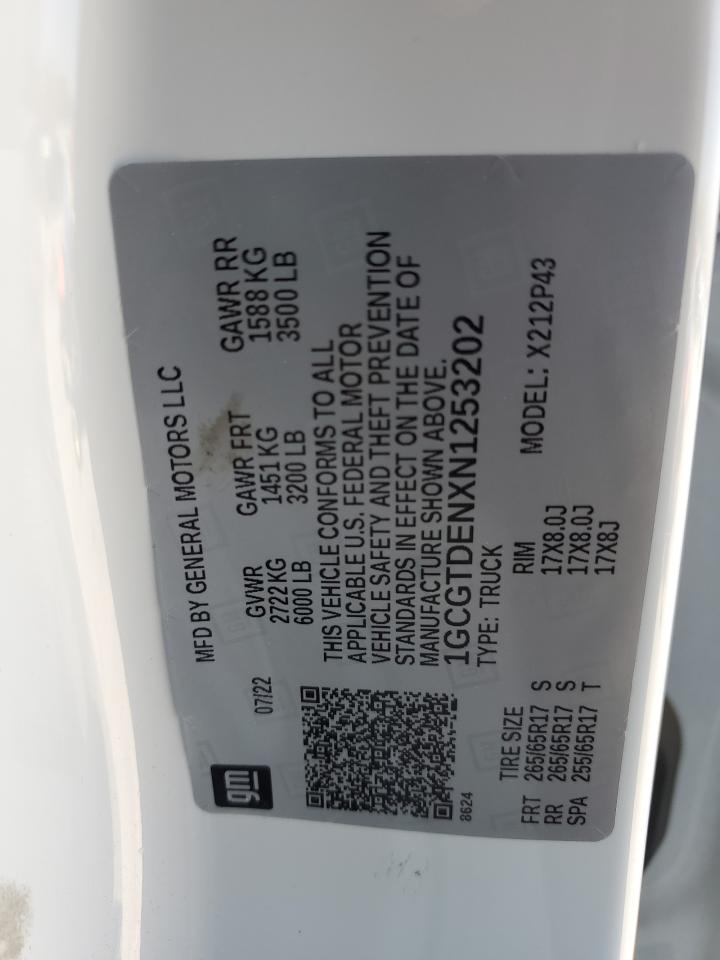 gm
07/22
MFD BY GENERAL MOTORS LLC
GVWR GAWR FRT GAWR RR
2722 KG 1451 KG 1588 KG
6000 LB 3200 LB 3500 LB
THIS VEHICLE CONFORMS TO ALL
APPLICABLE U.S. FEDERAL MOTOR
VEHICLE SAFETY AND THEFT PREVENTION
STANDARDS IN EFFECT ON THE DATE OF
MANUFACTURE SHOWN ABOVE.
1GCGTDENXN1253202
8624
TYPE: TRUCK MODEL: X212P43
TIRE SIZE RIM
FRT 265/65R17 S 17X8.0J
RR 265/65R17 S 17X8.0J
SPA 255/65R17 T 17X8J